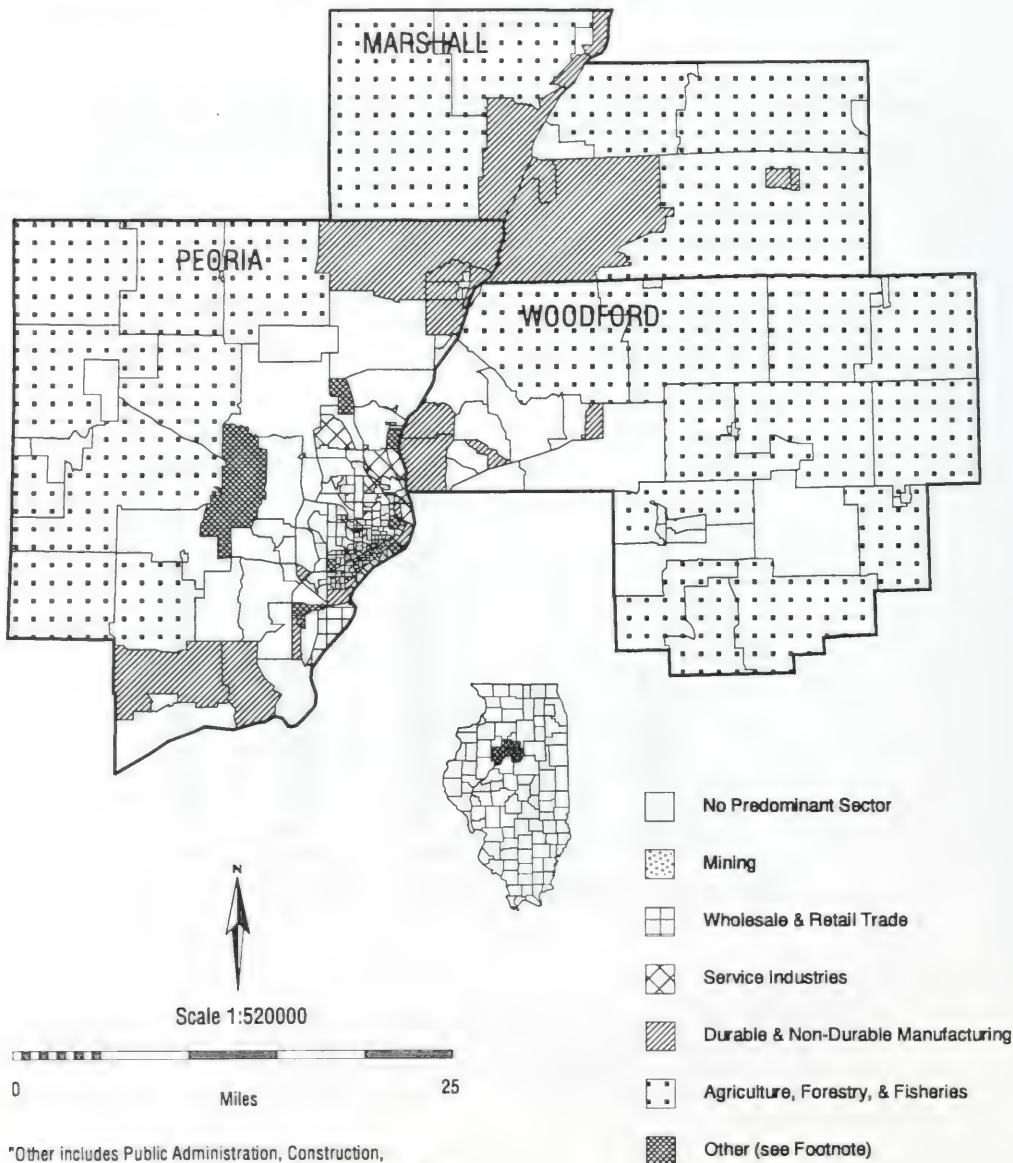 MARSHALL
PEORIA
WOODFORD
N
Scale 1:520000
0 25
Miles
No Predominant Sector
Mining
Wholesale & Retail Trade
Service Industries
Durable & Non-Durable Manufacturing
Agriculture, Forestry, & Fisheries
Other (see Footnote)
"Other includes Public Administration, Construction,